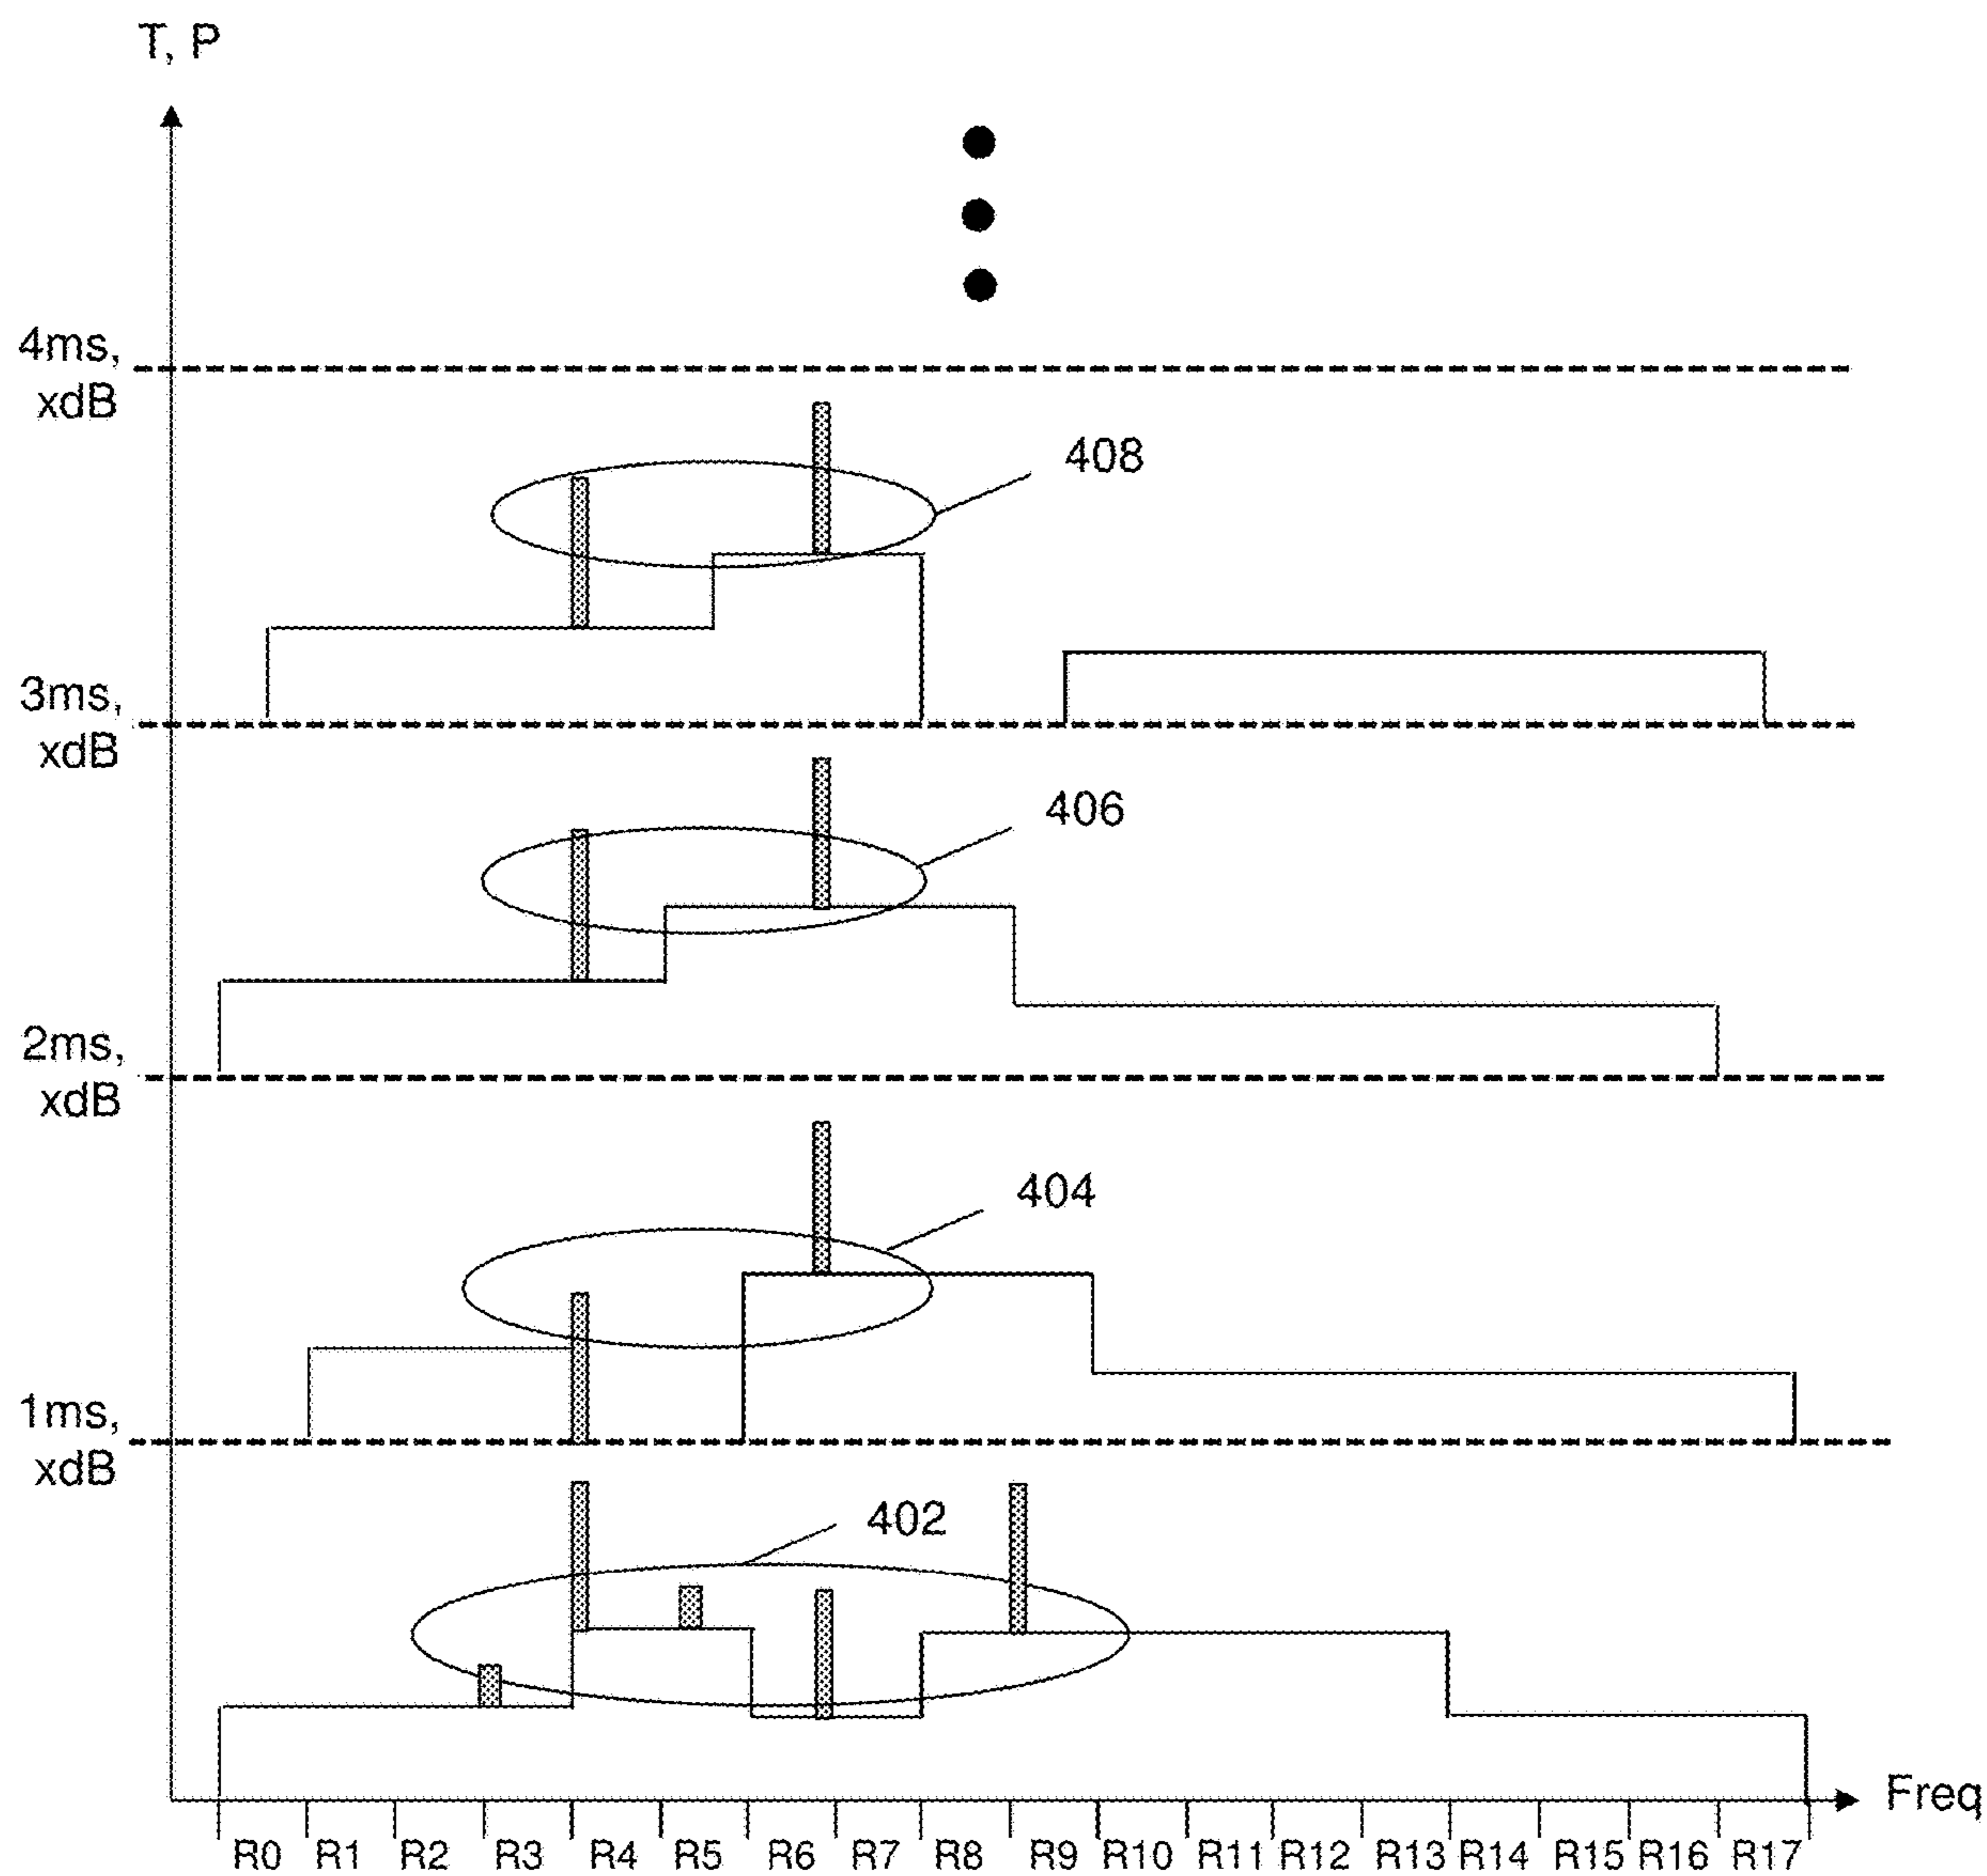 T, P
4ms,
xdB
408
3ms,
xdB
406
2ms,
xdB
404
1ms,
xdB
402
Freq
R0 R1 R2 R3 R4 R5 R6 R7 R8 R9 R10 R11 R12 R13 R14 R15 R16 R17